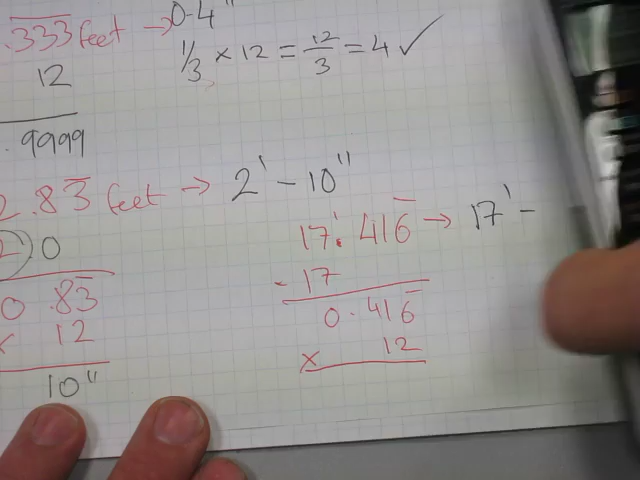 .333̅ feet → 0-4"
1/3 × 12 = 12/3 = 4 ✓
12
.9999
2.83̅ feet → 2' - 10"
2 0
0 .83̅
× 12
10"
17'. 416̅ → 17' -
- 17
0.416̅
× 12